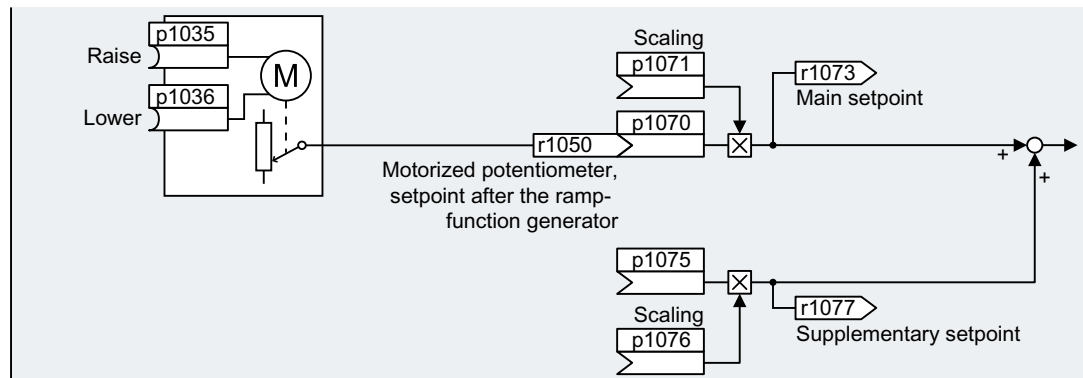 p1035
Raise
M
p1036
Lower
Scaling
p1071
r1073
Main setpoint
p1070
r1050
+
+
Motorized potentiometer,
setpoint after the ramp-
function generator
p1075
r1077
Supplementary setpoint
Scaling
p1076